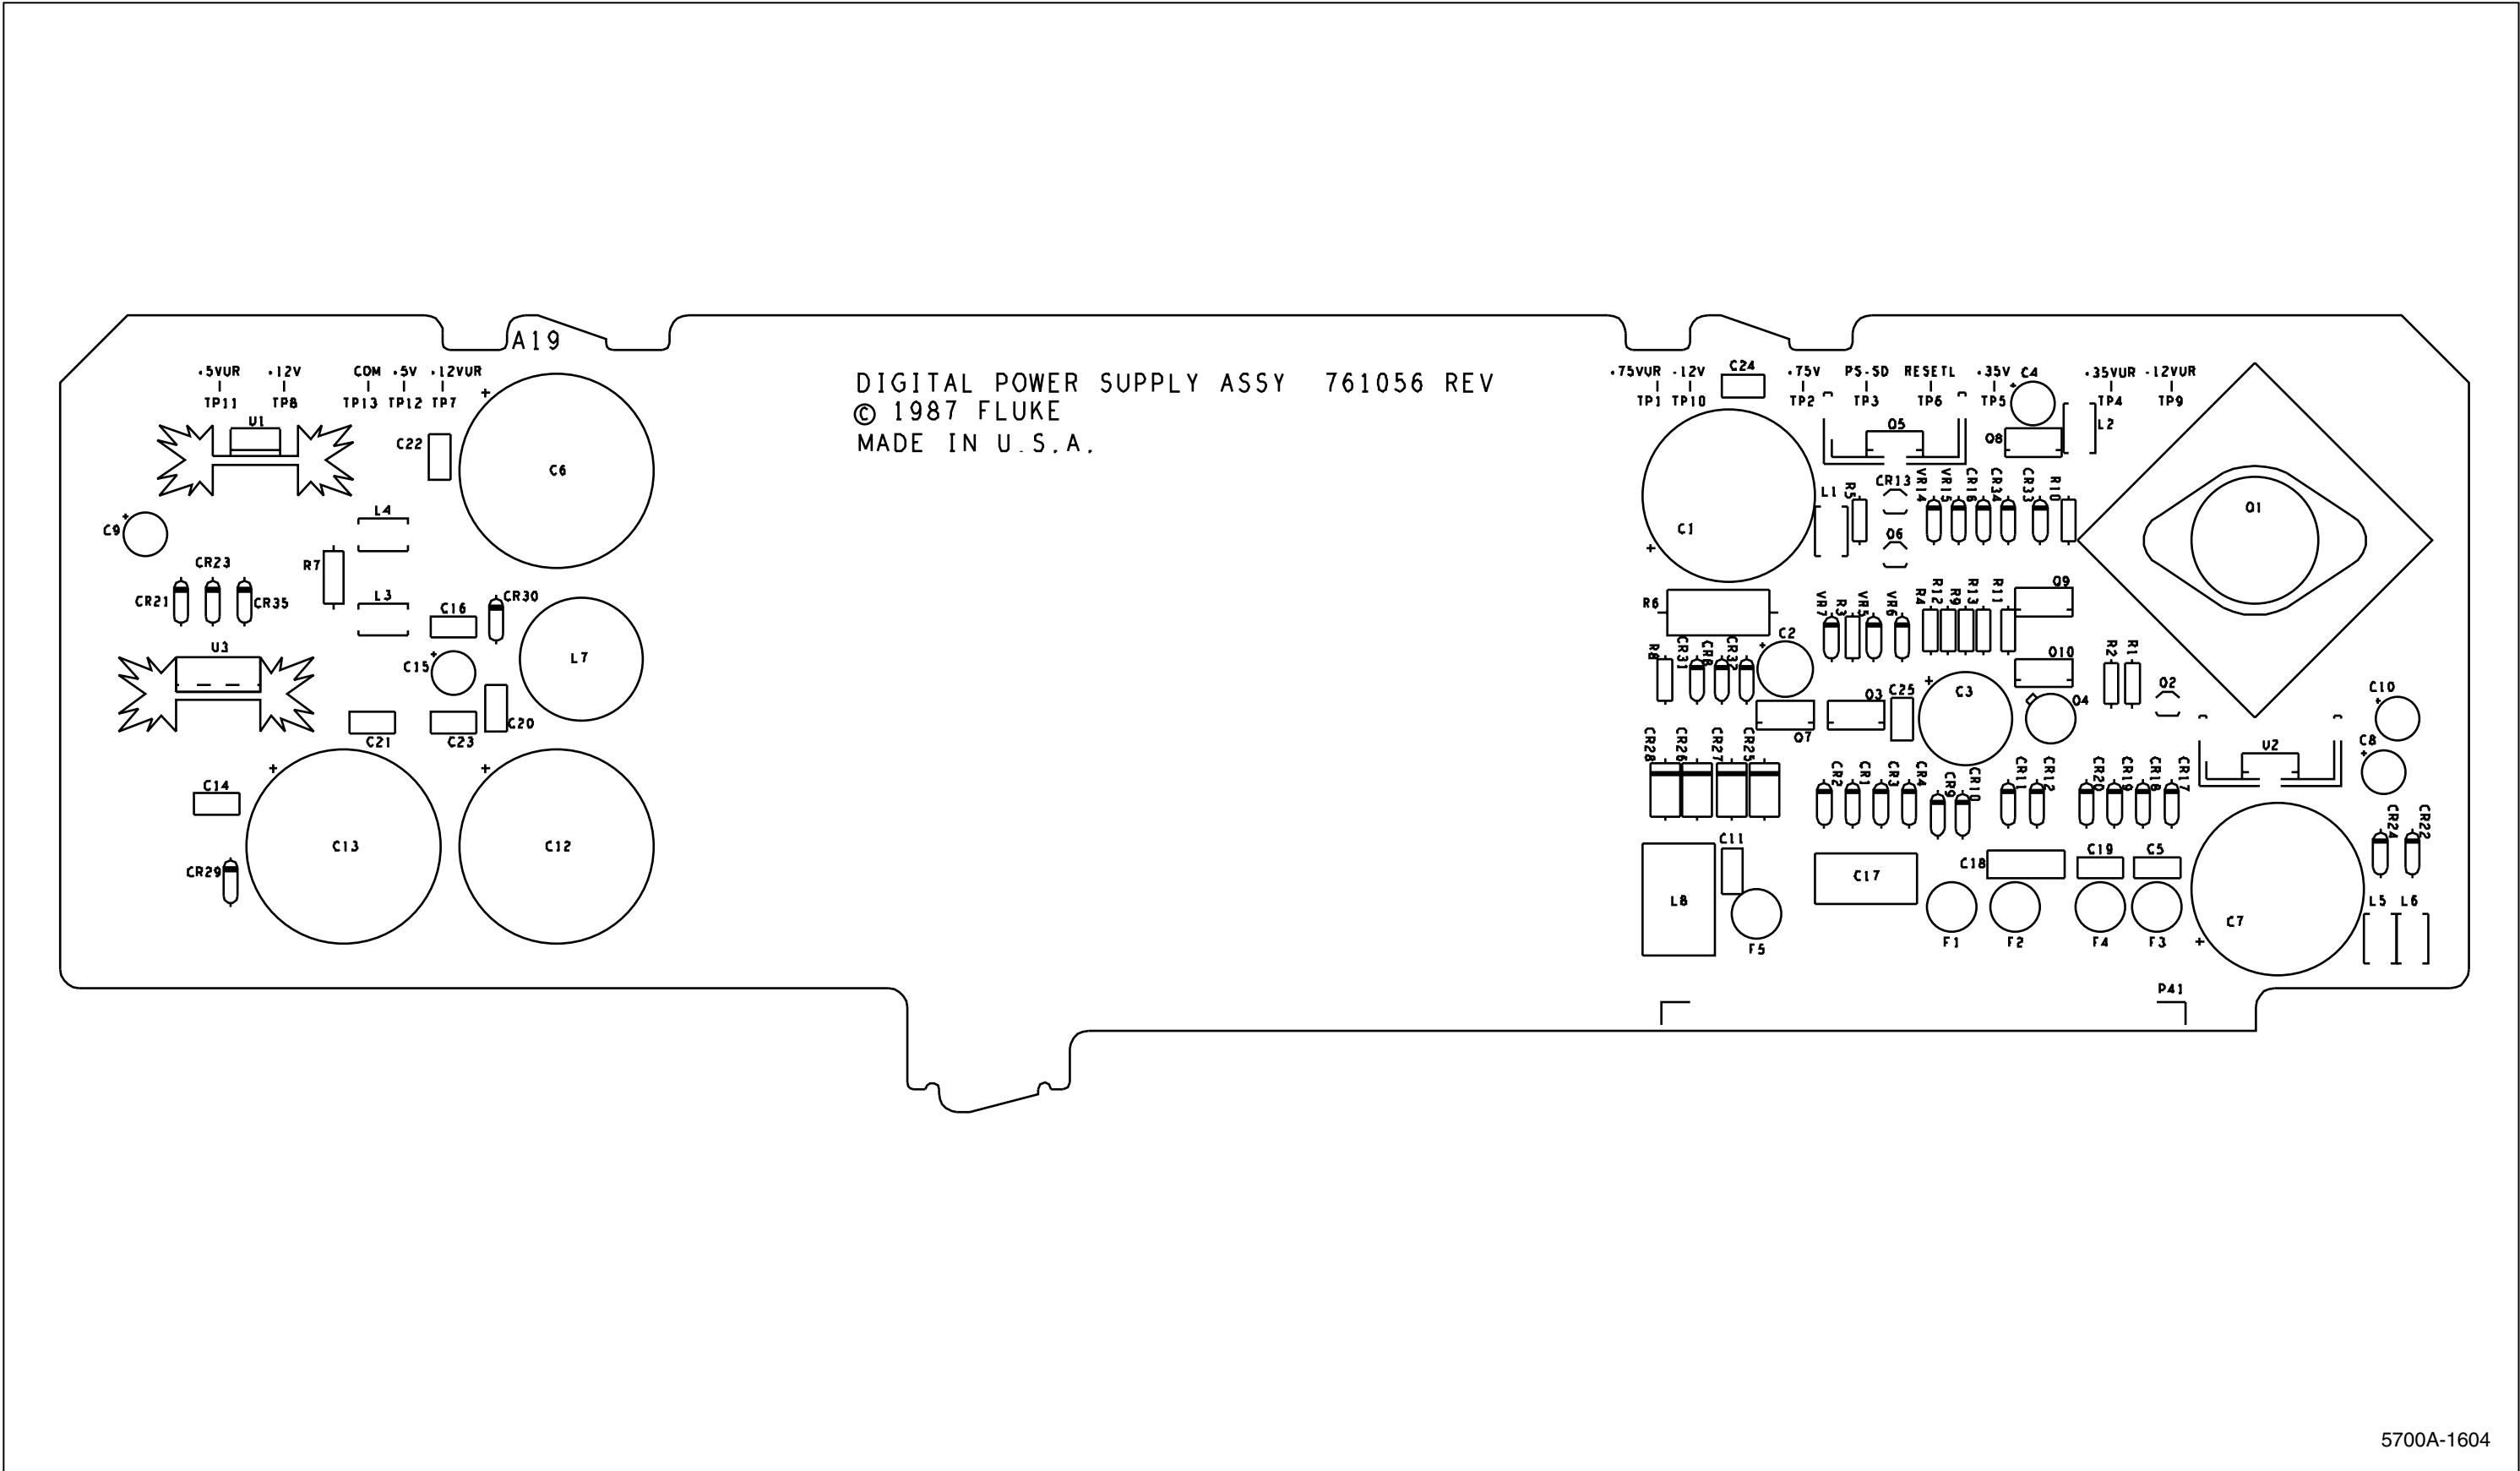 A19
.5VUR .12V COM .5V .12VUR
TP11 TP8 TP13 TP12 TP7
U1
C22
C6
C9
L4
CR23
R7
CR21
CR35
L3
C16
CR30
U3
C15
L7
C20
C21
C23
C14
C13
C12
CR29
DIGITAL POWER SUPPLY ASSY 761056 REV
© 1987 FLUKE
MADE IN U.S.A.
.75VUR -12V C24 .75V PS-SD RESETL .35V C4 .35VUR -12VUR
TP1 TP10 TP2 TP3 TP6 TP5 TP4 TP9
Q5
Q8
L2
C1
L1
R5
CR13
VR14
VR15
CR16
CR34
CR33
R10
Q1
Q6
R6
VR7
R3
VR5
VR6
R4
R12
R9
R13
R11
Q9
R8
CR31
CR8
CR32
C2
Q10
R2
R1
Q7
Q3
C25
C3
Q4
Q2
C10
CR28
CR26
CR27
CR25
U2
C8
CR2
CR1
CR3
CR4
CR9
CR10
CR11
CR12
CR20
CR19
CR18
CR17
CR24
CR22
C11
C17
C18
C19
C5
L8
C7
L5
L6
F5
F1
F2
F4
F3
P41
5700A-1604